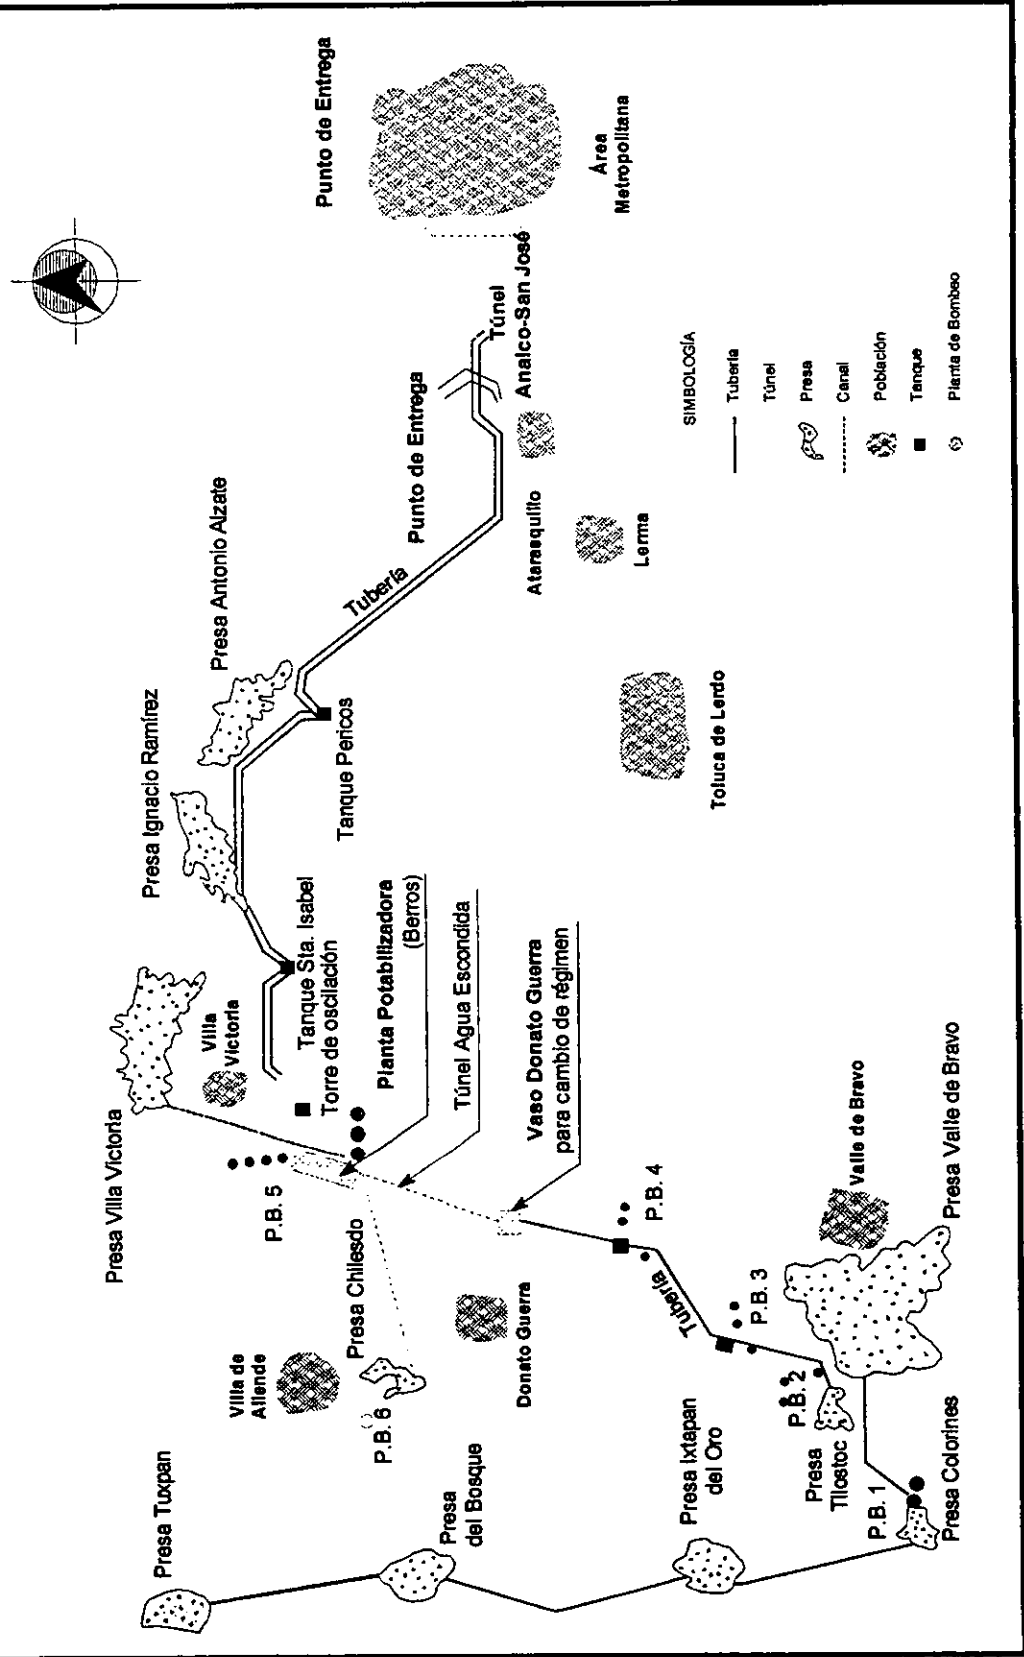 Presa Tuxpan
Presa
del Bosque
Presa Ixtapan
del Oro
Presa Colorines
P.B. 1
Presa
Tilostoc
P.B. 2
P.B. 3
P.B. 4
Tubería
Presa Valle de Bravo
Valle de Bravo
Donato Guerra
Villa de
Allende
P.B. 6
Presa Chilesdo
P.B. 5
Presa Villa Victoria
Villa
Victoria
Tanque Sta. Isabel
Torre de oscilación
Planta Potabilizadora
(Berros)
Túnel Agua Escondida
Vaso Donato Guerra
para cambio de régimen
Presa Ignacio Ramírez
Presa Antonio Alzate
Tanque Pericos
Tubería
Toluca de Lerdo
Lerma
Atarasquillo
Punto de Entrega
Túnel
Analco-San José
Punto de Entrega
Área
Metropolitana
SIMBOLOGÍA
Tubería
Túnel
Presa
Canal
Población
Tanque
Planta de Bombeo